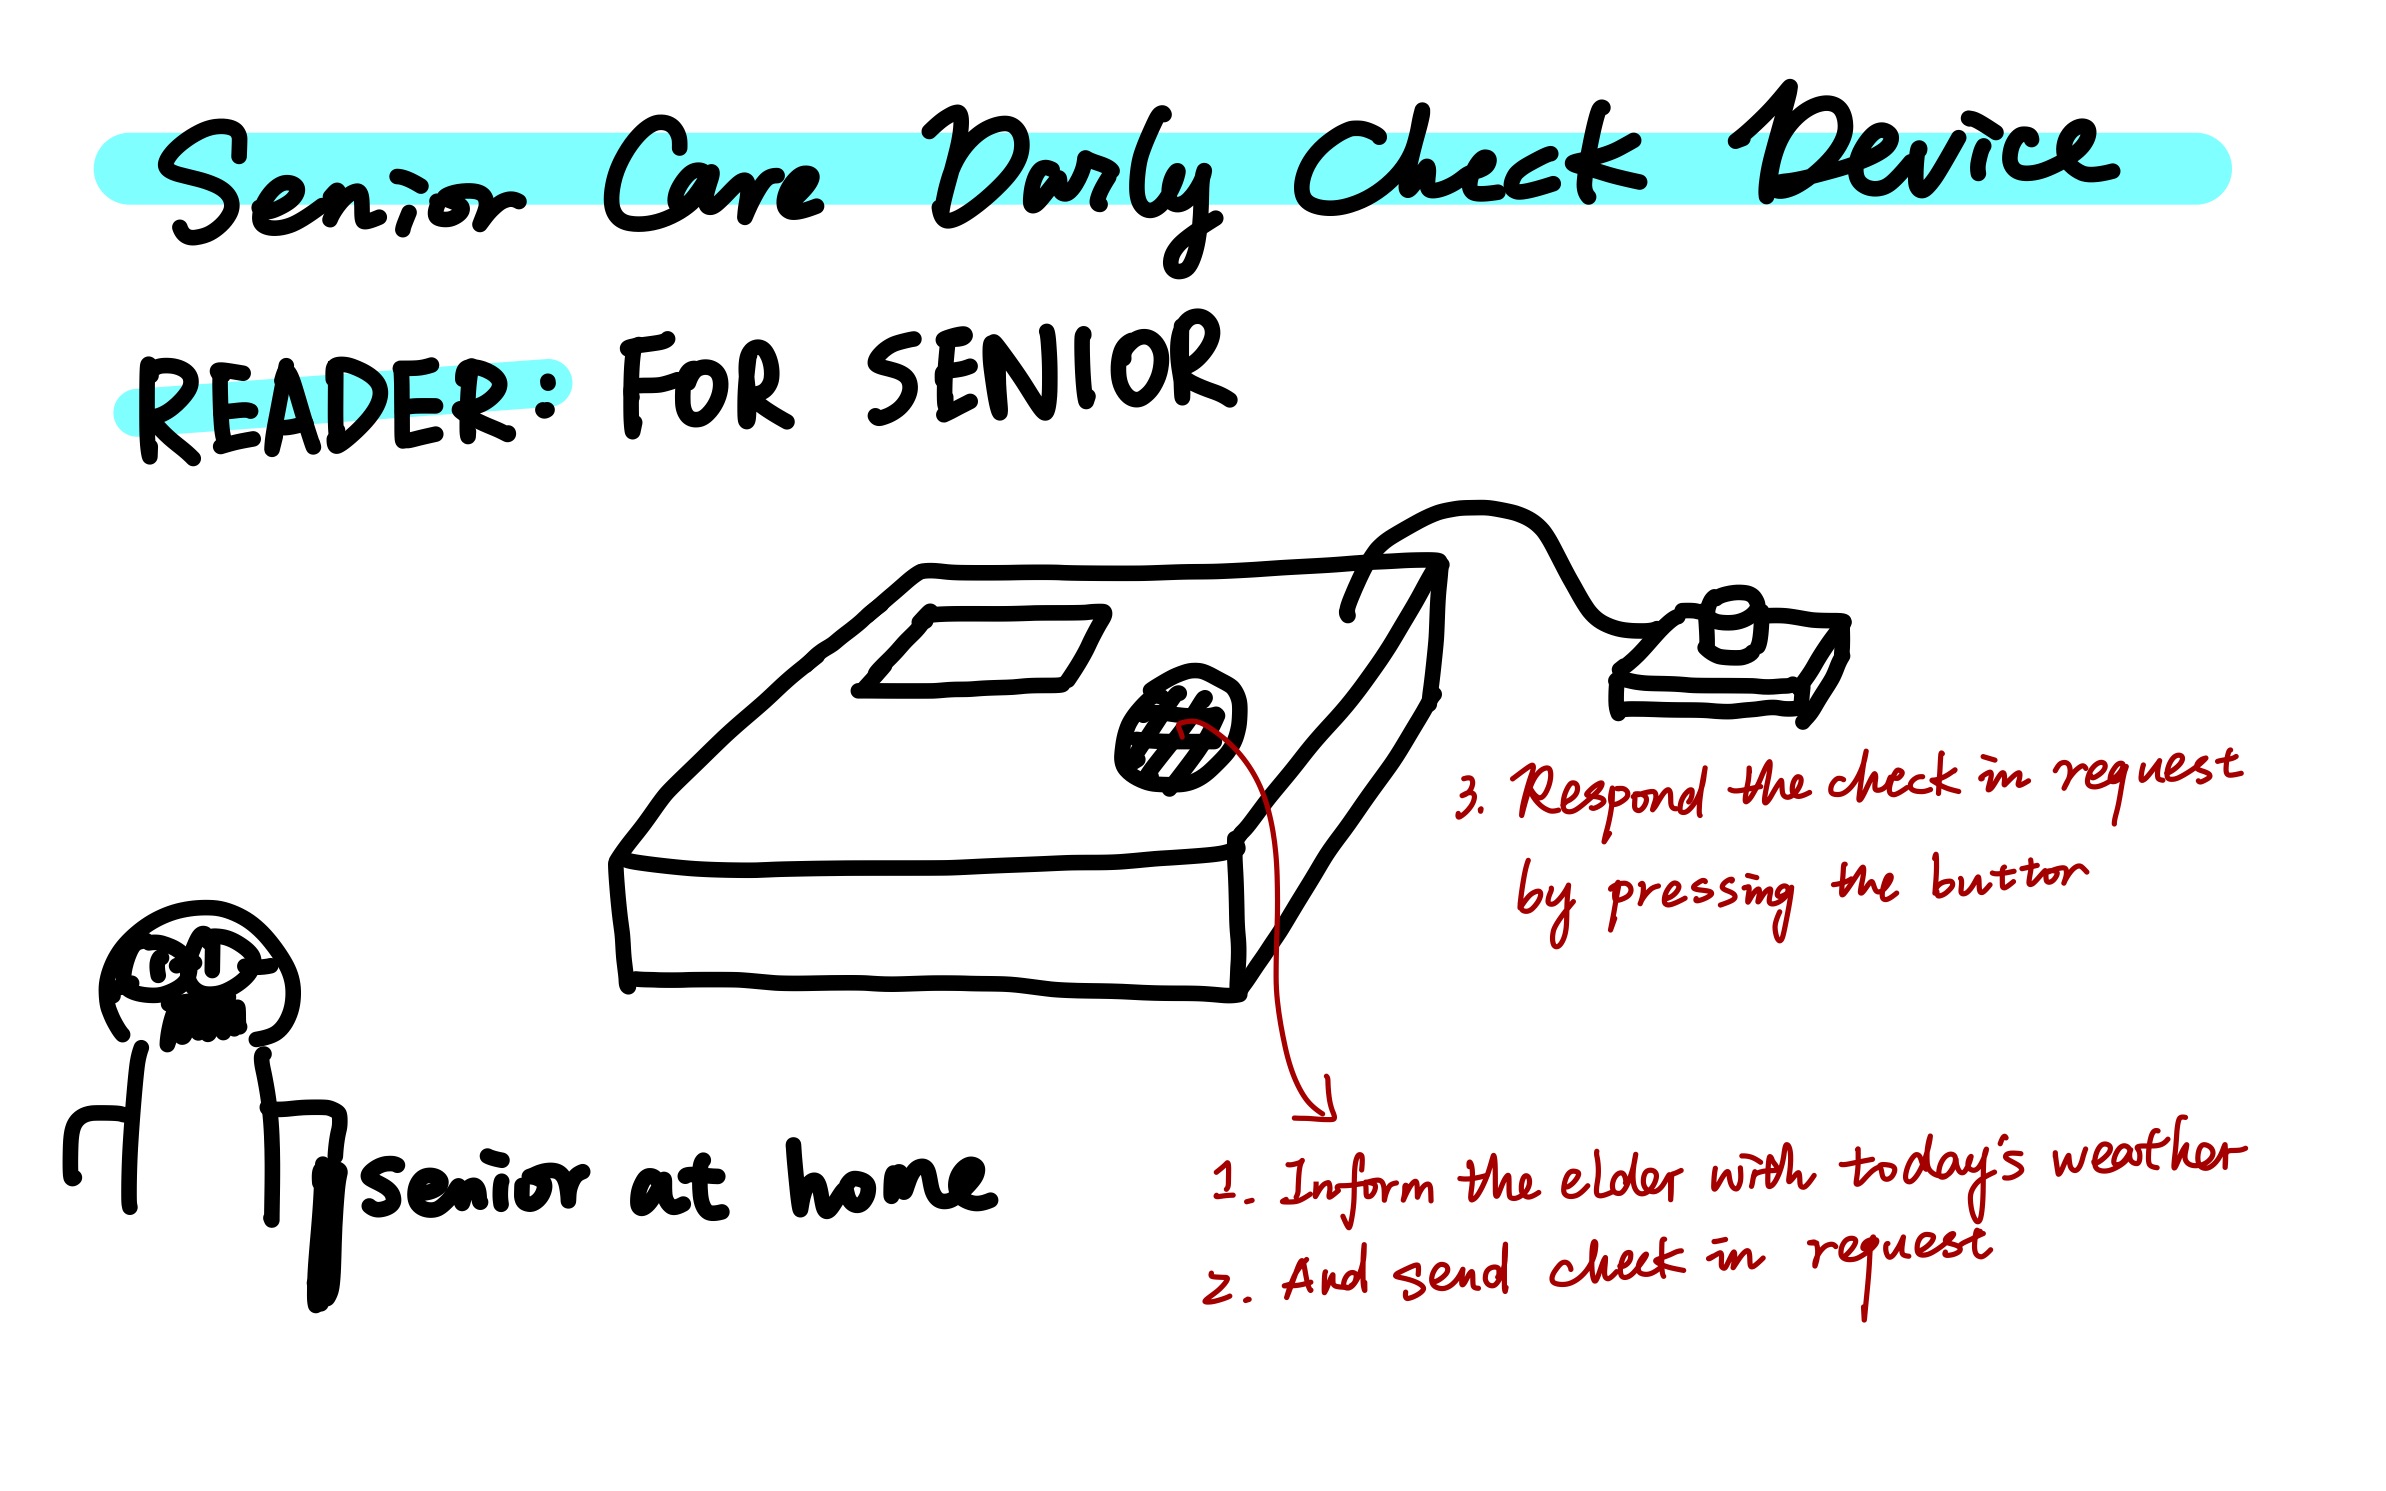 Senior Care Daily Check Device
READER: FOR SENIOR
3. Respond the check in request
by pressing the button
senior at home
1. Inform the elder with today's weather
2. And send check in request